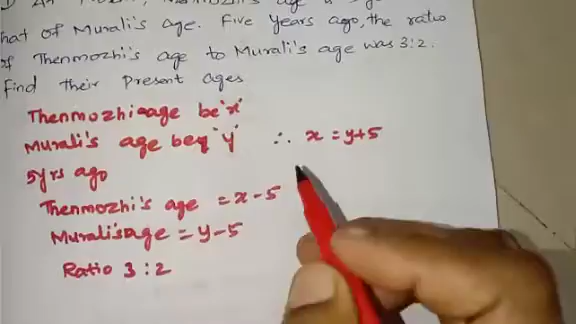 that of Murali's age. Five years ago, the ratio
of Thenmozhi's age to Murali's age was 3:2.
Find their Present ages
Thenmozhi age be 'x'
Murali's age be 'y' ∴ x = y+5
5yrs ago
Thenmozhi's age = x-5
Murali's age = y-5
Ratio 3:2